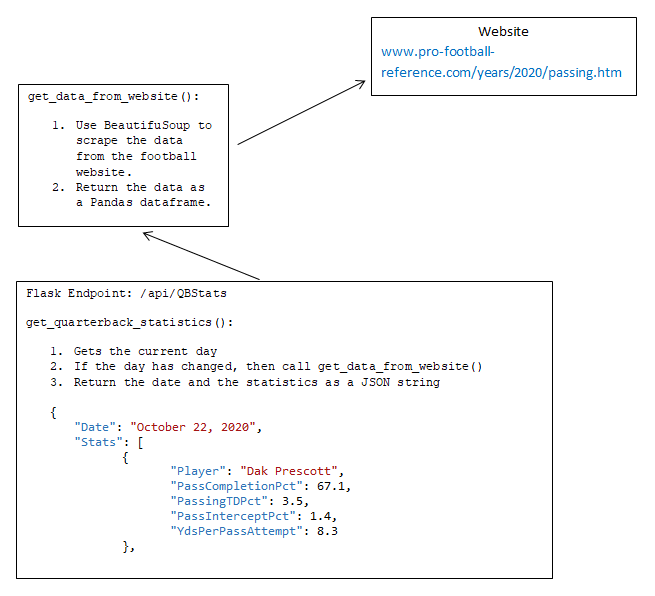 Website
www.pro-football-
reference.com/years/2020/passing.htm
get_data_from_website():
1. Use BeautifuSoup to
scrape the data
from the football
website.
2. Return the data as
a Pandas dataframe.
Flask Endpoint: /api/QBStats
get_quarterback_statistics():
1. Gets the current day
2. If the day has changed, then call get_data_from_website()
3. Return the date and the statistics as a JSON string
{
"Date": "October 22, 2020",
"Stats": [
{
"Player": "Dak Prescott",
"PassCompletionPct": 67.1,
"PassingTDPct": 3.5,
"PassInterceptPct": 1.4,
"YdsPerPassAttempt": 8.3
},